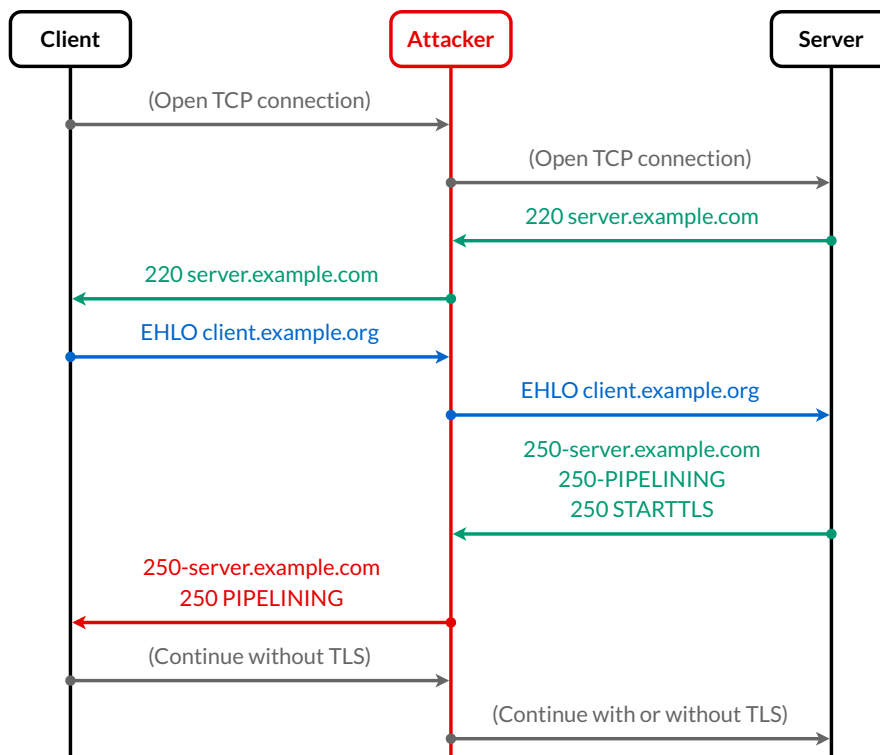 Client
Attacker
Server
(Open TCP connection)
(Open TCP connection)
220 server.example.com
220 server.example.com
EHLO client.example.org
EHLO client.example.org
250-server.example.com
250-PIPELINING
250 STARTTLS
250-server.example.com
250 PIPELINING
(Continue without TLS)
(Continue with or without TLS)